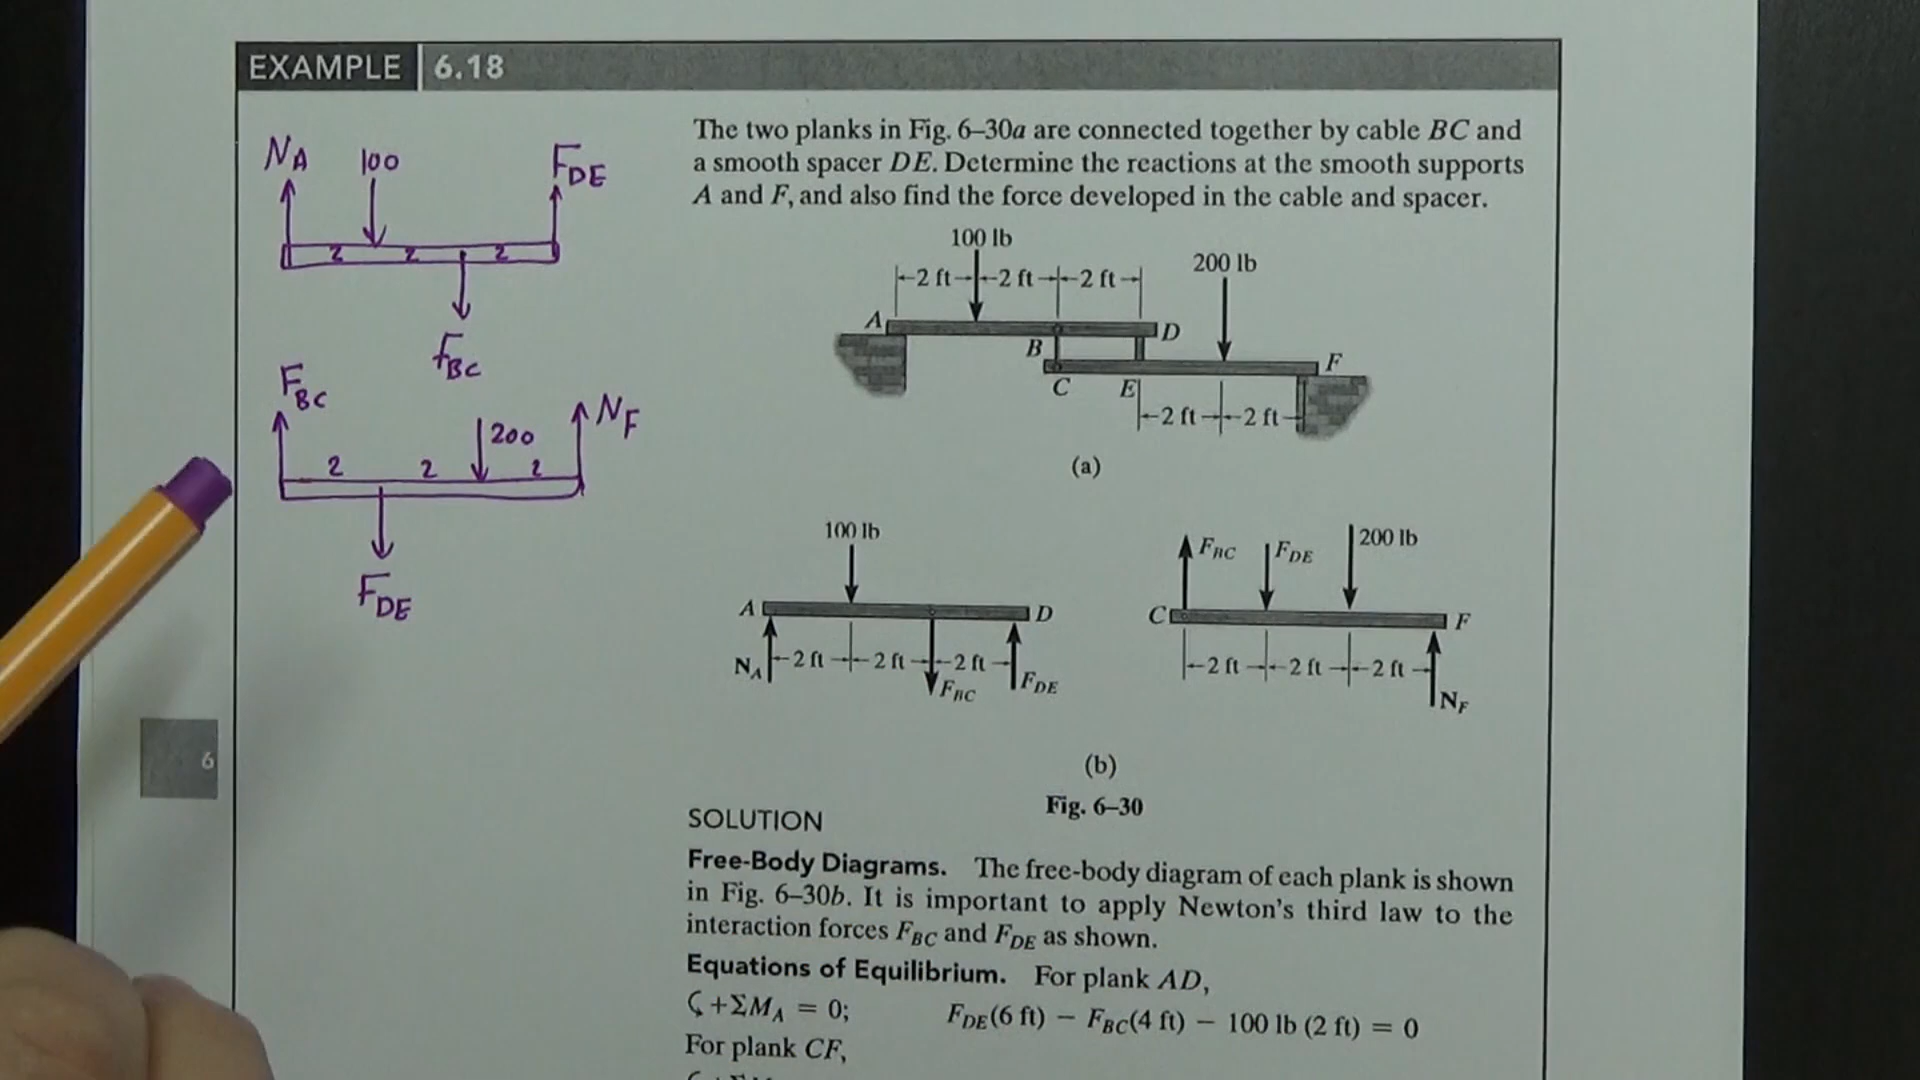 EXAMPLE 6.18
N_A 100 F_DE
2 2 2
F_BC
F_BC 200 N_F
2 2 2
F_DE
The two planks in Fig. 6–30a are connected together by cable BC and
a smooth spacer DE. Determine the reactions at the smooth supports
A and F, and also find the force developed in the cable and spacer.
100 lb
200 lb
2 ft 2 ft 2 ft
A D
B F
C E
2 ft 2 ft
(a)
100 lb
A D
2 ft 2 ft 2 ft
N_A F_BC F_DE
F_BC F_DE 200 lb
C F
2 ft 2 ft 2 ft
N_F
(b)
Fig. 6–30
6
SOLUTION
Free-Body Diagrams. The free-body diagram of each plank is shown
in Fig. 6–30b. It is important to apply Newton's third law to the
interaction forces F_BC and F_DE as shown.
Equations of Equilibrium. For plank AD,
↺+ΣM_A = 0; F_DE(6 ft) − F_BC(4 ft) − 100 lb (2 ft) = 0
For plank CF,